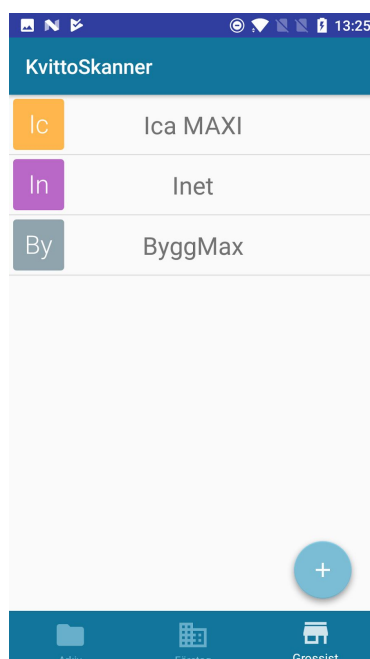 13:25
KvittoSkanner
Ic Ica MAXI
In Inet
By ByggMax
+
Grossist